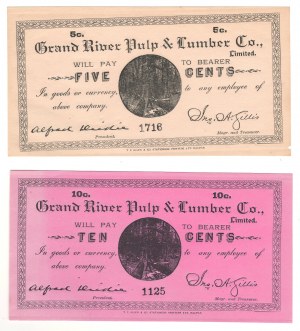 5c. 5c.
Grand River Pulp & Lumber Co.,
Limited.
WILL PAY TO BEARER
FIVE CENTS
In goods or currency, to any employee of
above company.
1716
President. Mngr. and Treasurer.
10c. 10c.
Grand River Pulp & Lumber Co.,
Limited.
WILL PAY TO BEARER
TEN CENTS
In goods or currency, to any employee of
above company.
1125
President. Mngr. and Treasurer.